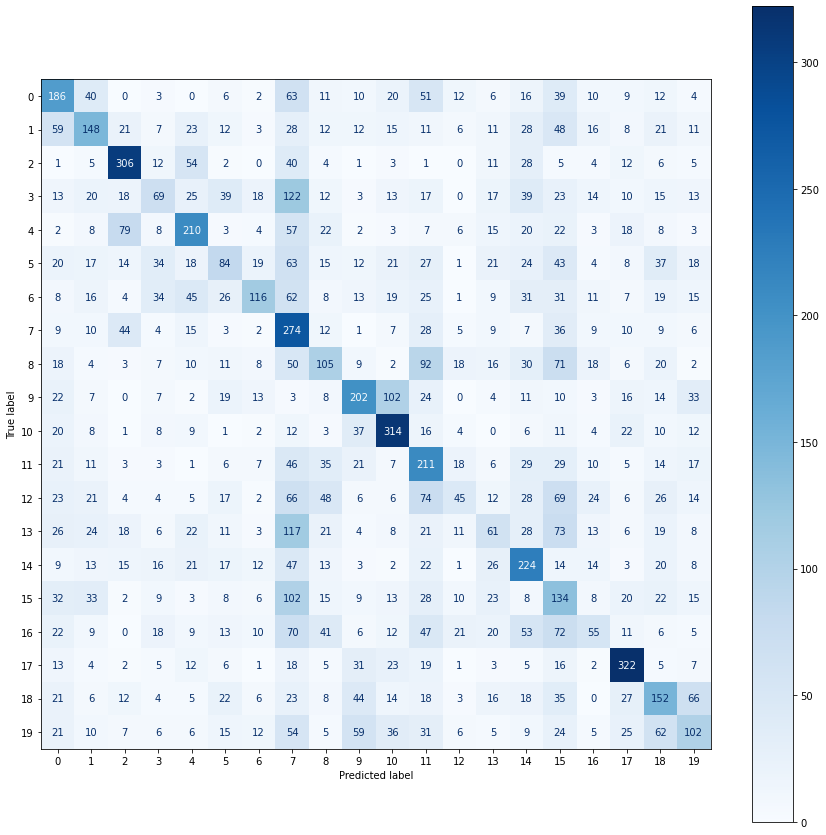 0 186 40 0 3 0 6 2 63 11 10 20 51 12 6 16 10 9 12 4
1 59 148 21 7 23 12 3 28 12 12 15 11 6 11 28 48 16 8 21 11
2 1 5 306 12 54 2 0 40 4 1 3 1 0 11 28 5 4 12 6 5
3 13 20 18 69 25 39 18 122 12 3 13 17 0 17 39 23 14 10 15 13
4 2 8 79 8 210 3 4 57 22 2 3 7 6 15 20 22 3 18 8 3
5 20 17 14 34 18 84 19 63 15 12 21 27 1 21 24 43 4 8 37 18
6 8 16 4 34 45 26 116 62 8 13 19 25 1 9 31 31 11 7 19 15
7 9 10 44 4 15 3 2 274 12 1 7 28 5 9 7 36 9 10 9 6
8 18 4 3 7 10 11 8 50 105 9 2 92 18 16 30 71 18 6 20 2
9 22 7 0 7 2 19 13 3 8 202 102 24 0 4 11 10 3 16 14 33
True label
10 20 8 1 8 9 1 2 12 3 37 314 16 4 0 6 11 4 22 10 12
11 21 11 3 3 1 6 7 46 35 21 7 211 18 6 29 29 10 5 14 17
12 23 21 4 4 5 17 2 66 48 6 6 74 45 12 28 69 24 6 26 14
13 26 24 18 6 22 11 3 117 21 4 8 21 11 61 28 73 13 6 19 8
14 9 13 15 16 21 17 12 47 13 3 2 22 1 26 224 14 14 3 20 8
15 32 33 2 9 3 8 6 102 15 9 13 28 10 23 8 134 8 20 22 15
16 22 9 0 18 9 13 10 70 41 6 12 47 21 20 53 72 55 11 6 5
17 13 4 2 5 12 6 1 18 5 31 23 19 1 3 5 16 2 322 5 7
18 21 6 12 4 5 22 6 23 8 44 14 18 3 16 18 35 0 27 152 66
19 21 10 7 6 6 15 12 54 5 59 36 31 6 5 9 24 5 25 62 102
0 1 2 3 4 5 6 7 8 9 10 11 12 13 14 15 16 17 18 19
Predicted label
300
250
200
150
100
50
0